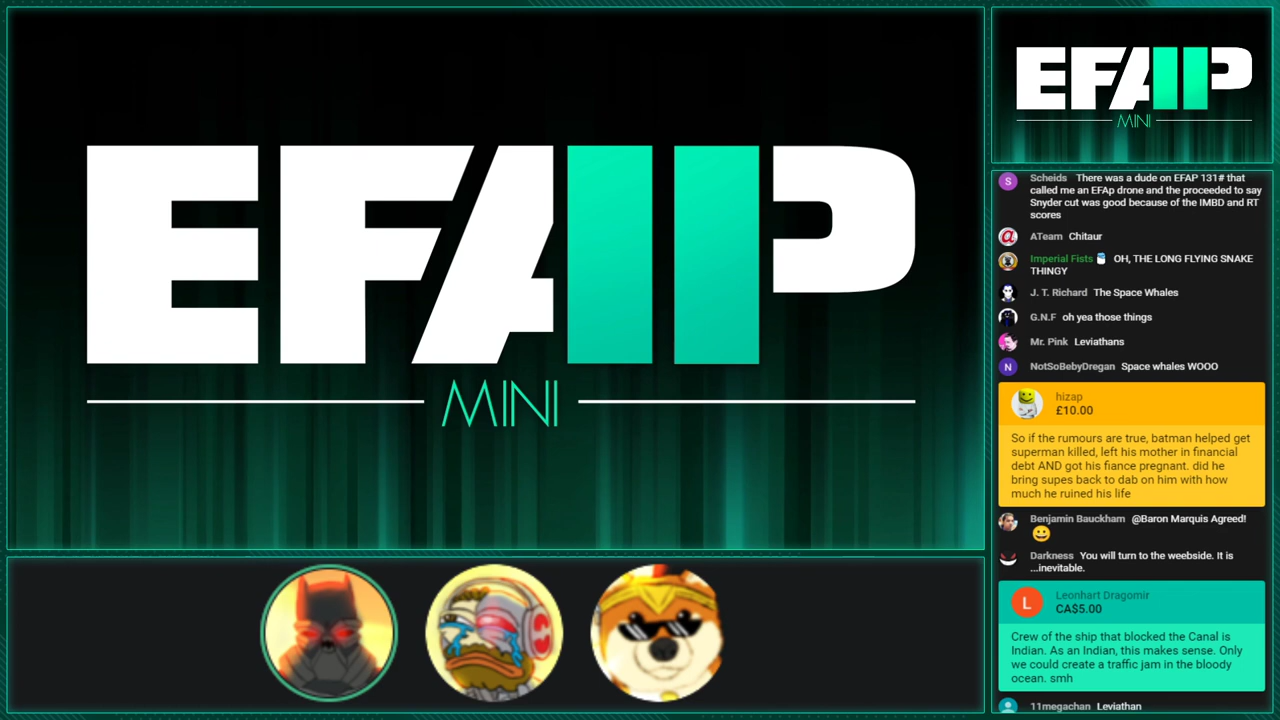 EFAP
MINI
EFAP
MINI
S
Scheids There was a dude on EFAP 131# that
called me an EFAp drone and the proceeded to say
Snyder cut was good because of the IMBD and RT
scores
ATeam Chitaur
Imperial Fists OH, THE LONG FLYING SNAKE
THINGY
J. T. Richard The Space Whales
G.N.F oh yea those things
Mr. Pink Leviathans
N
NotSoBebyDregan Space whales WOOO
hizap
£10.00
So if the rumours are true, batman helped get
superman killed, left his mother in financial
debt AND got his fiance pregnant. did he
bring supes back to dab on him with how
much he ruined his life
Benjamin Bauckham @Baron Marquis Agreed!
😀
Darkness You will turn to the weebside. It is
...inevitable.
L
Leonhart Dragomir
CA$5.00
Crew of the ship that blocked the Canal is
Indian. As an Indian, this makes sense. Only
we could create a traffic jam in the bloody
ocean. smh
11megachan Leviathan